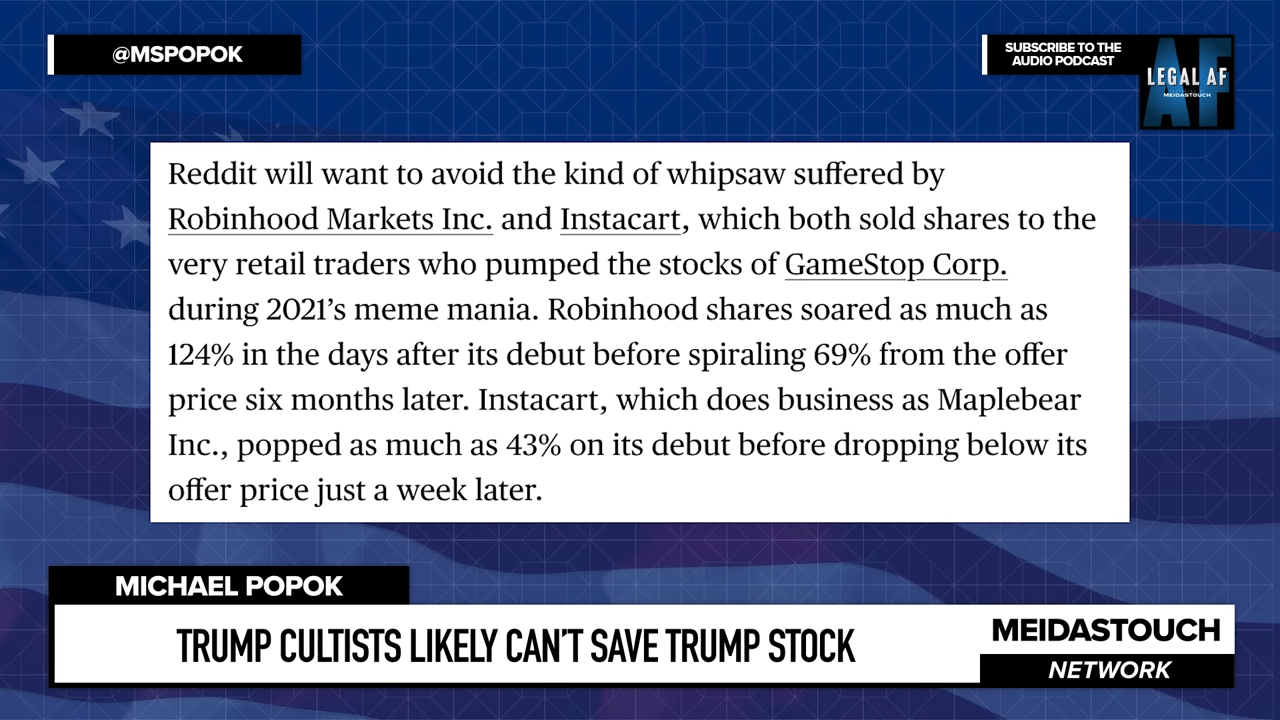 @MSPOPOK
SUBSCRIBE TO THE
AUDIO PODCAST
LEGAL AF
MEIDASTOUCH
Reddit will want to avoid the kind of whipsaw suffered by
Robinhood Markets Inc. and Instacart, which both sold shares to the
very retail traders who pumped the stocks of GameStop Corp.
during 2021’s meme mania. Robinhood shares soared as much as
124% in the days after its debut before spiraling 69% from the offer
price six months later. Instacart, which does business as Maplebear
Inc., popped as much as 43% on its debut before dropping below its
offer price just a week later.
MICHAEL POPOK
TRUMP CULTISTS LIKELY CAN'T SAVE TRUMP STOCK
MEIDASTOUCH
NETWORK